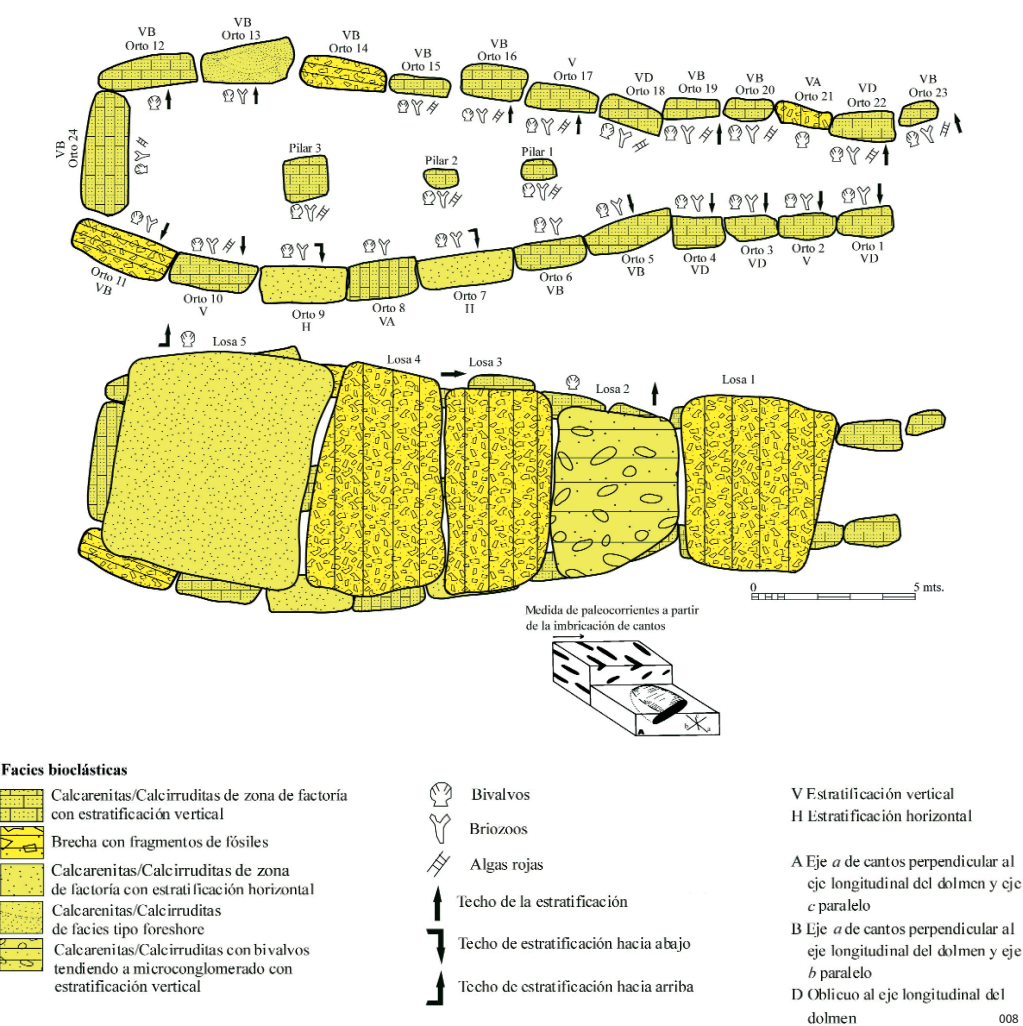 VB
Orto 12
VB
Orto 13
VB
Orto 14
VB
Orto 15
VB
Orto 16
V
Orto 17
VD
Orto 18
VB
Orto 19
VB
Orto 20
VA
Orto 21
VD
Orto 22
VB
Orto 23
VB
Orto 24
Pilar 3
Pilar 2
Pilar 1
Orto 11
VB
Orto 10
V
Orto 9
H
Orto 8
VA
Orto 7
II
Orto 6
VB
Orto 5
VB
Orto 4
VD
Orto 3
VD
Orto 2
V
Orto 1
VD
Losa 5
Losa 4
Losa 3
Losa 2
Losa 1
0
5 mts.
Medida de paleocorrientes a partir
de la imbricación de cantos
A
Facies bioclásticas
Calcarenitas/Calcirruditas de zona de factoría
con estratificación vertical
Brecha con fragmentos de fósiles
Calcarenitas/Calcirruditas de zona
de factoría con estratificación horizontal
Calcarenitas/Calcirruditas
de facies tipo foreshore
Calcarenitas/Calcirruditas con bivalvos
tendiendo a microconglomerado con
estratificación vertical
Bivalvos
Briozoos
Algas rojas
Techo de la estratificación
Techo de estratificación hacia abajo
Techo de estratificación hacia arriba
V Estratificación vertical
H Estratificación horizontal
A Eje a de cantos perpendicular al
eje longitudinal del dolmen y eje
c paralelo
B Eje a de cantos perpendicular al
eje longitudinal del dolmen y eje
b paralelo
D Oblicuo al eje longitudinal del
dolmen
008